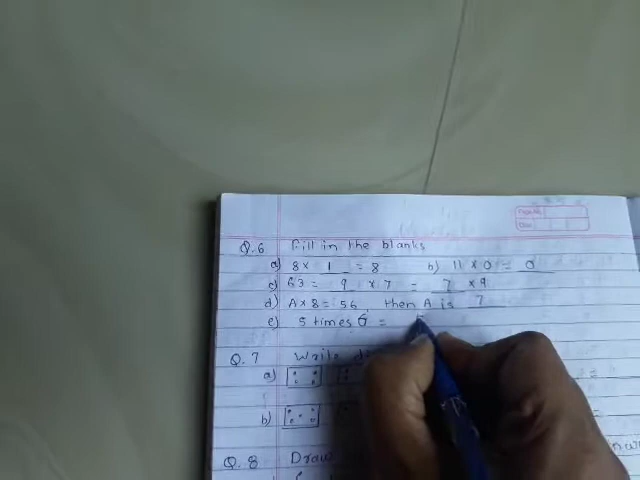 Q.6 Fill in the blanks
a) 8 × 1 = 8 b) 11 × 0 = 0
c) 63 = 9 × 7 = 7 × 9
d) A × 8 = 56, then A is 7
e) 5 times 6 =
Q.7 Write
a)
b)
Q.8 Draw